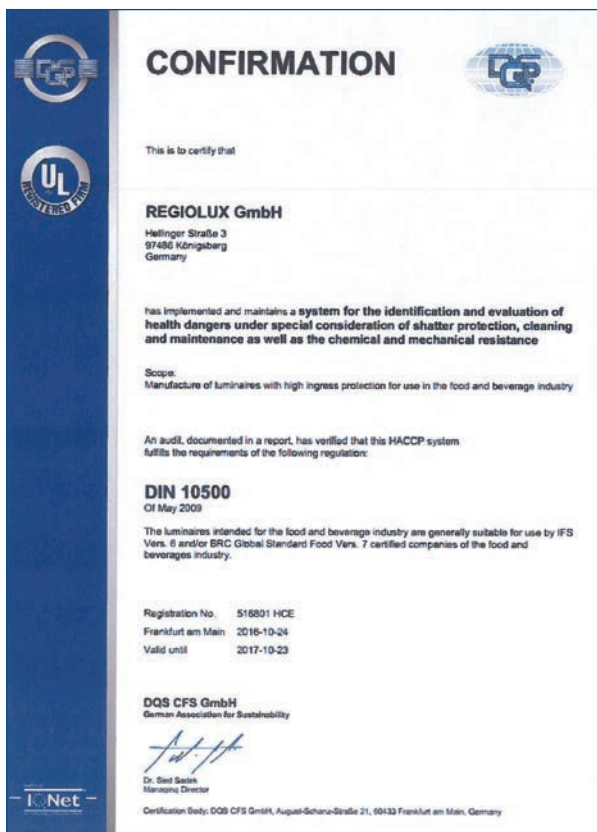 DQS
CONFIRMATION
DQS
This is to certify that
UL
REGISTERED FIRM
REGIOLUX GmbH
Hellinger Straße 3
97486 Königsberg
Germany
has implemented and maintains a system for the identification and evaluation of
health dangers under special consideration of shatter protection, cleaning
and maintenance as well as the chemical and mechanical resistance
Scope:
Manufacture of luminaires with high ingress protection for use in the food and beverage industry
An audit, documented in a report, has verified that this HACCP system
fulfills the requirements of the following regulation:
DIN 10500
Of May 2009
The luminaires intended for the food and beverage industry are generally suitable for use by IFS
Vers. 6 and/or BRC Global Standard Food Vers. 7 certified companies of the food and
beverages industry.
Registration No. 516801 HCE
Frankfurt am Main 2016-10-24
Valid until 2017-10-23
DQS CFS GmbH
German Association for Sustainability
Dr. Sied Sadek
Managing Director
IQNet
Certification Body: DQS CFS GmbH, August-Schanz-Straße 21, 60433 Frankfurt am Main, Germany